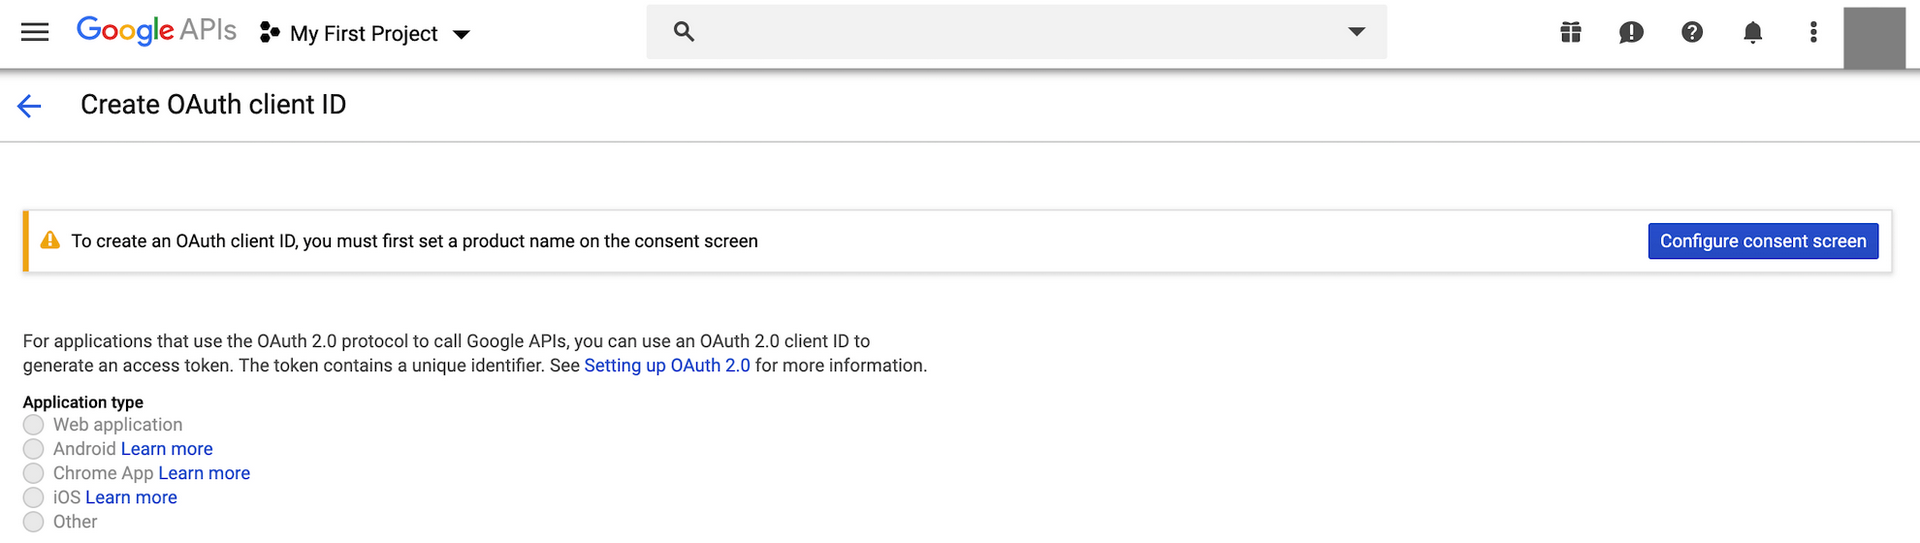 Google APIs My First Project
Create OAuth client ID
To create an OAuth client ID, you must first set a product name on the consent screen Configure consent screen
For applications that use the OAuth 2.0 protocol to call Google APIs, you can use an OAuth 2.0 client ID to
generate an access token. The token contains a unique identifier. See Setting up OAuth 2.0 for more information.
Application type
Web application
Android Learn more
Chrome App Learn more
iOS Learn more
Other